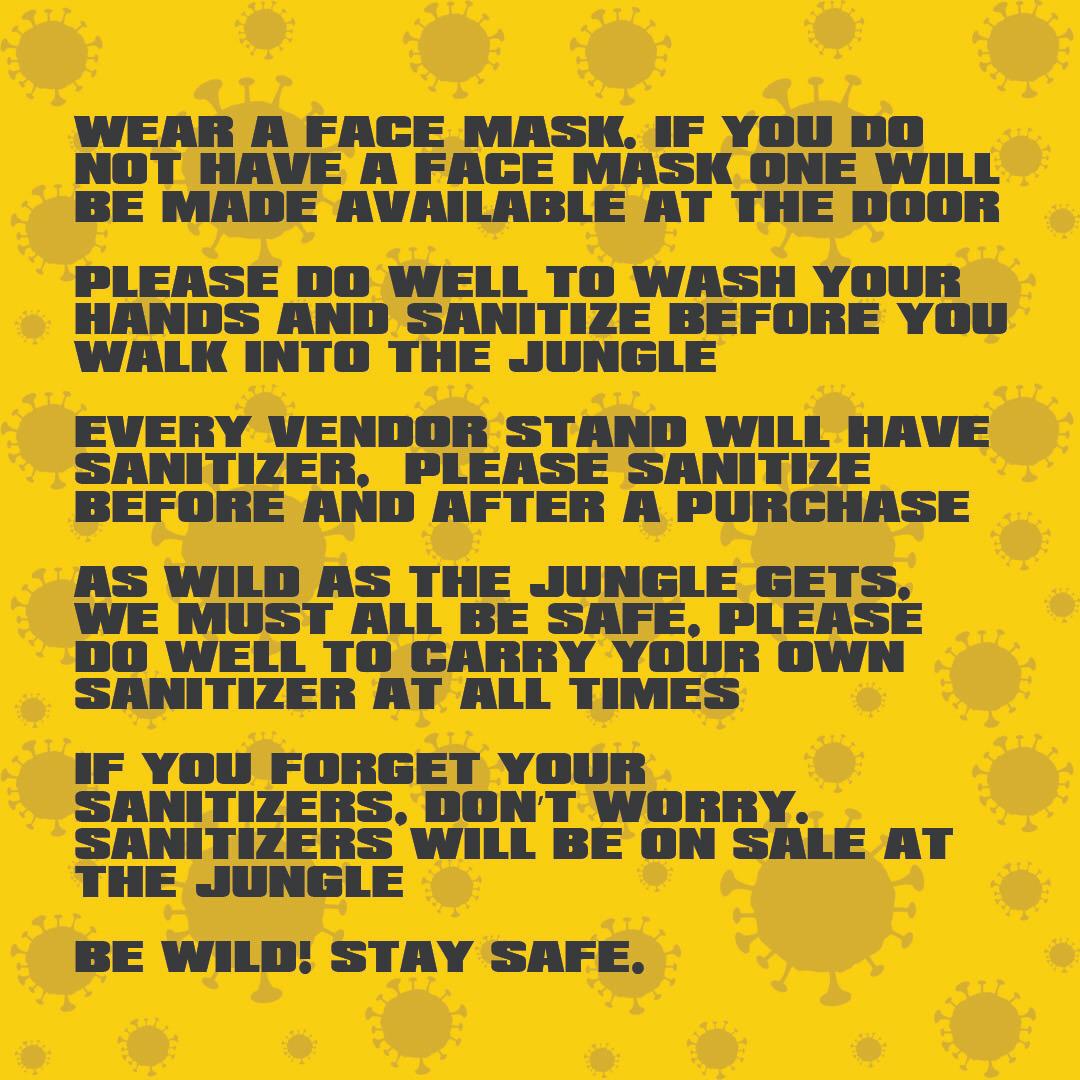 WEAR A FACE MASK. IF YOU DO
NOT HAVE A FACE MASK ONE WILL
BE MADE AVAILABLE AT THE DOOR
PLEASE DO WELL TO WASH YOUR
HANDS AND SANITIZE BEFORE YOU
WALK INTO THE JUNGLE
EVERY VENDOR STAND WILL HAVE
SANITIZER, PLEASE SANITIZE
BEFORE AND AFTER A PURCHASE
AS WILD AS THE JUNGLE GETS,
WE MUST ALL BE SAFE, PLEASE
DO WELL TO CARRY YOUR OWN
SANITIZER AT ALL TIMES
IF YOU FORGET YOUR
SANITIZERS, DON'T WORRY.
SANITIZERS WILL BE ON SALE AT
THE JUNGLE
BE WILD! STAY SAFE.